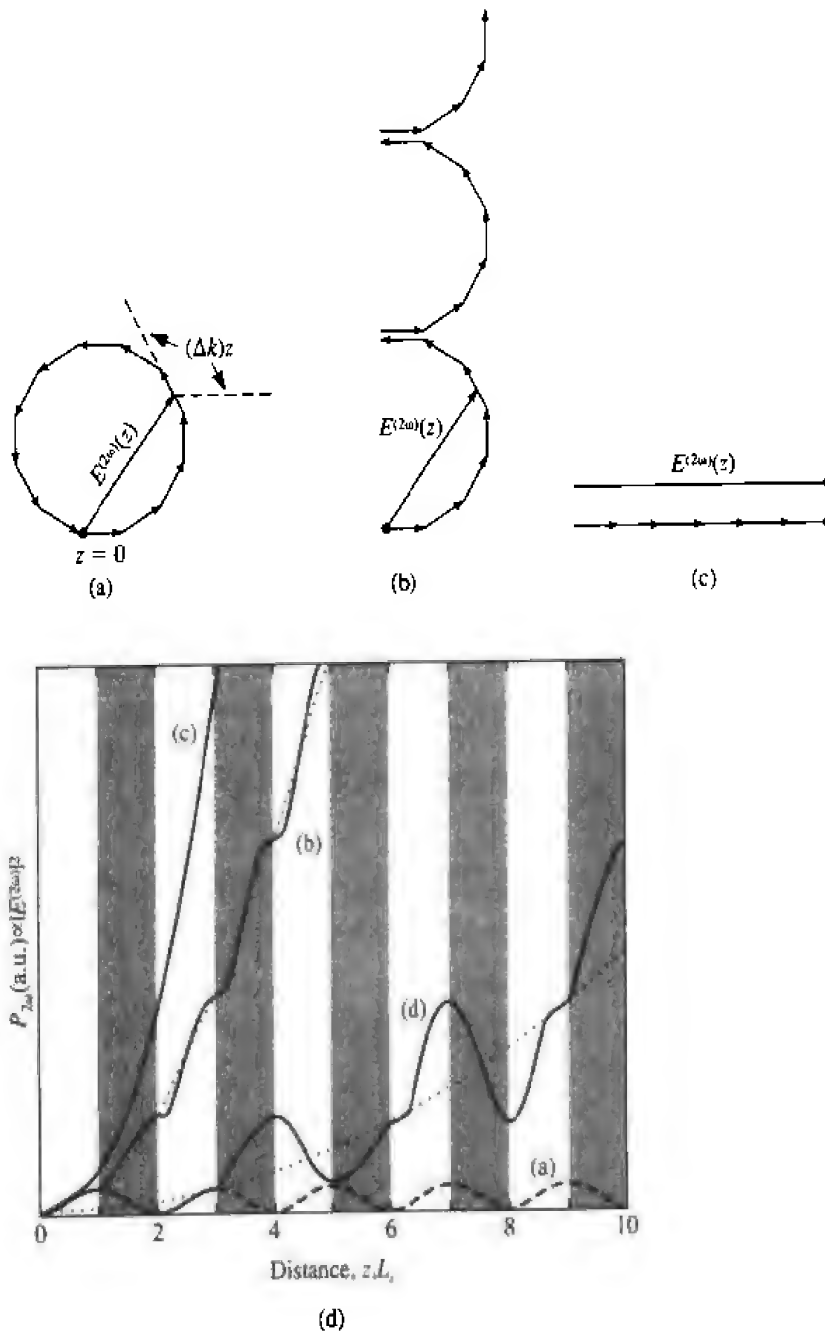 (Δk)z
E(2ω)(z)
z = 0
(a)
E(2ω)(z)
(b)
E(2ω)(z)
(c)
P2ω(a.u.)∝|E(2ω)|2
(c)
(b)
(d)
(a)
0 2 4 6 8 10
Distance, z.Lc
(d)